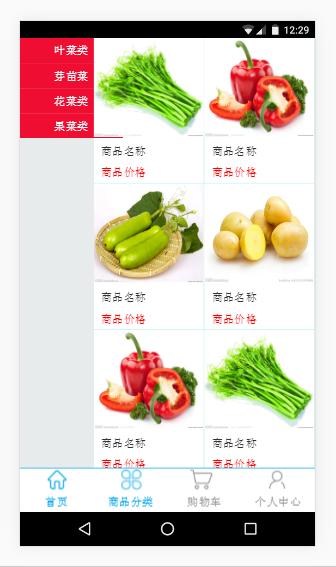 12:29
叶菜类
芽苗菜
花菜类
果菜类
商品名称
商品价格
商品名称
商品价格
商品名称
商品价格
商品名称
商品价格
商品名称
商品价格
商品名称
商品价格
首页
商品分类
购物车
个人中心